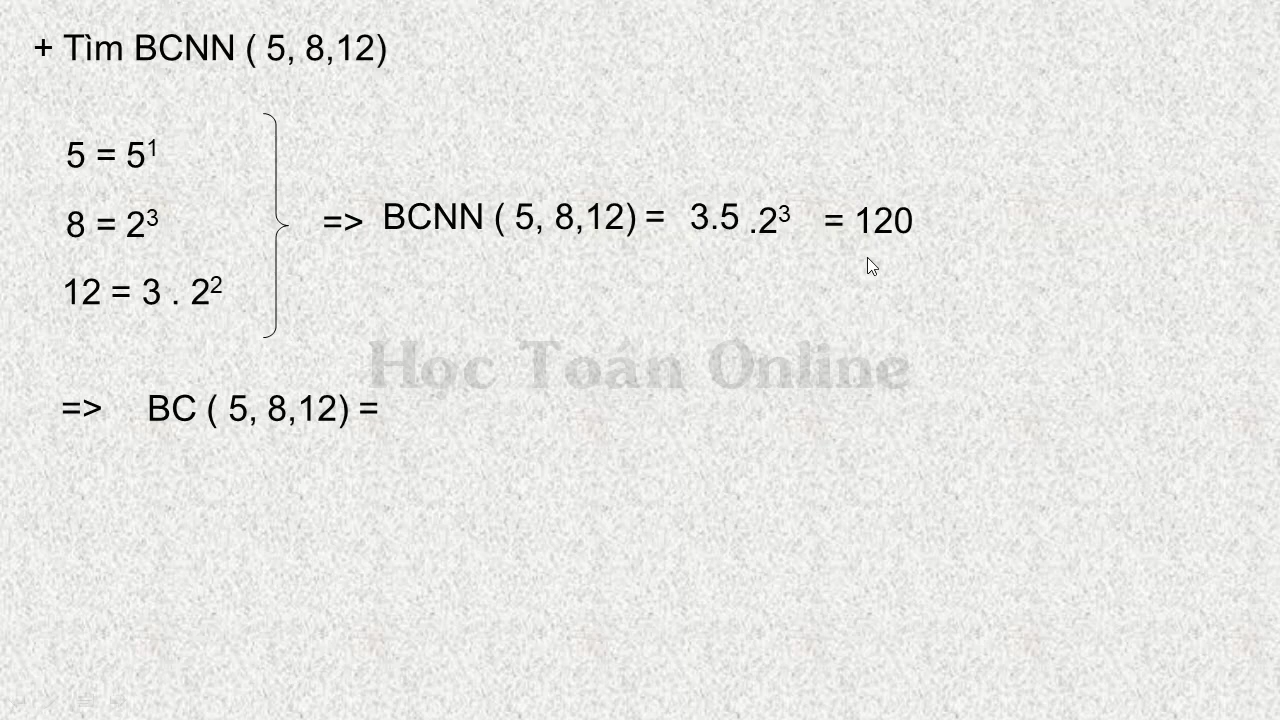 + Tìm BCNN ( 5, 8,12)
5 = 5¹
8 = 2³
12 = 3 . 2²
=> BCNN ( 5, 8,12) = 3.5 .2³ = 120
Học Toán Online
=> BC ( 5, 8,12) =